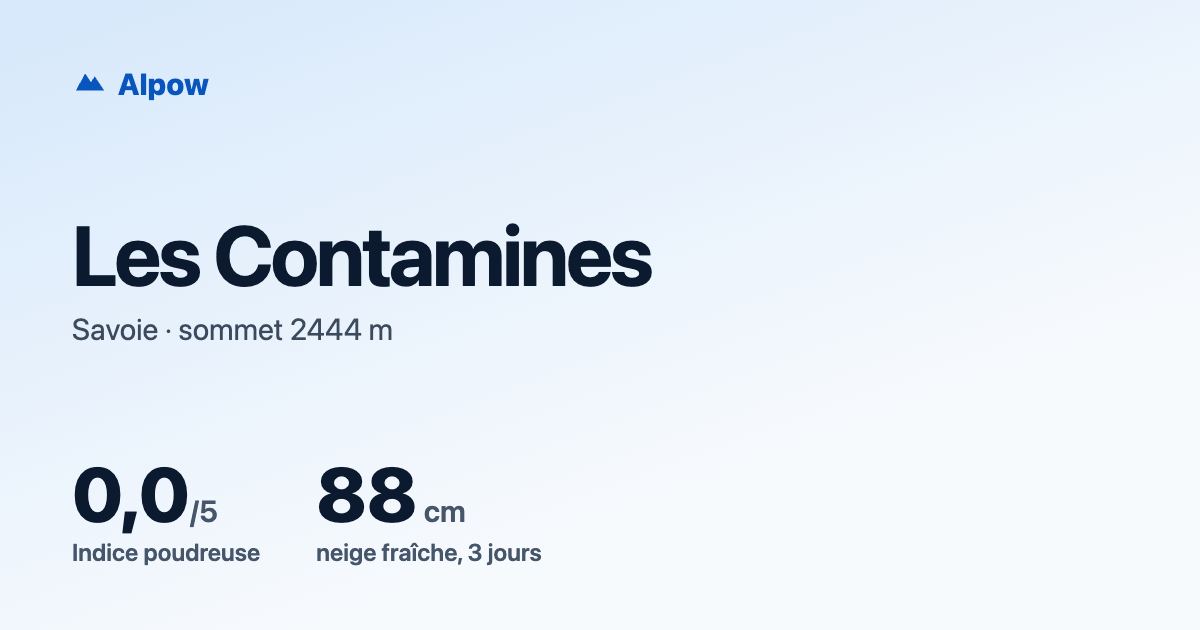 Alpow
Les Contamines
Savoie · sommet 2444 m
0,0/5
88 cm
Indice poudreuse
neige fraîche, 3 jours